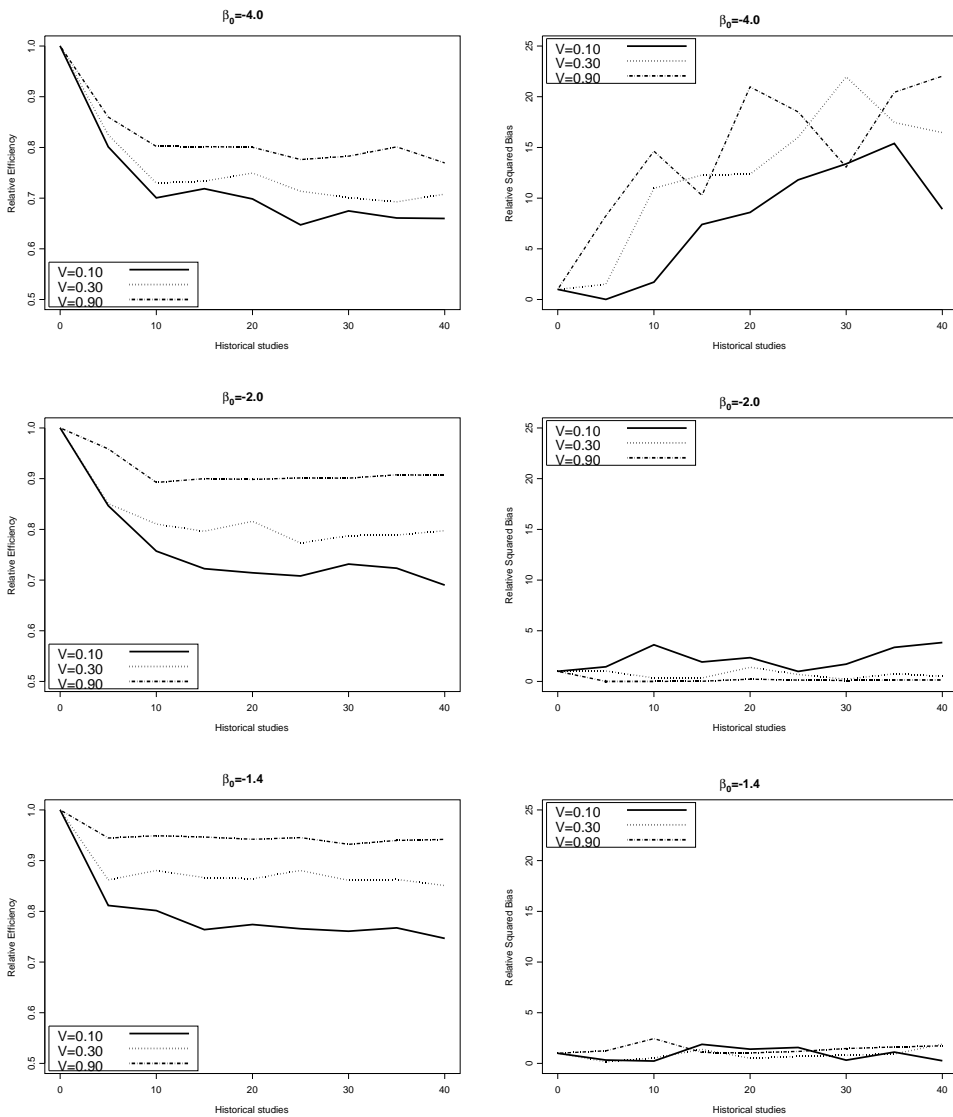 β0=-4.0
Relative Efficiency
1.0
0.9
0.8
0.7
0.6
0.5
V=0.10
V=0.30
V=0.90
0 10 20 30 40
Historical studies
β0=-4.0
Relative Squared Bias
25
20
15
10
5
0
V=0.10
V=0.30
V=0.90
0 10 20 30 40
Historical studies
β0=-2.0
Relative Efficiency
1.0
0.9
0.8
0.7
0.6
0.5
V=0.10
V=0.30
V=0.90
0 10 20 30 40
Historical studies
β0=-2.0
Relative Squared Bias
25
20
15
10
5
0
V=0.10
V=0.30
V=0.90
0 10 20 30 40
Historical studies
β0=-1.4
Relative Efficiency
1.0
0.9
0.8
0.7
0.6
0.5
V=0.10
V=0.30
V=0.90
0 10 20 30 40
Historical studies
β0=-1.4
Relative Squared Bias
25
20
15
10
5
0
V=0.10
V=0.30
V=0.90
0 10 20 30 40
Historical studies